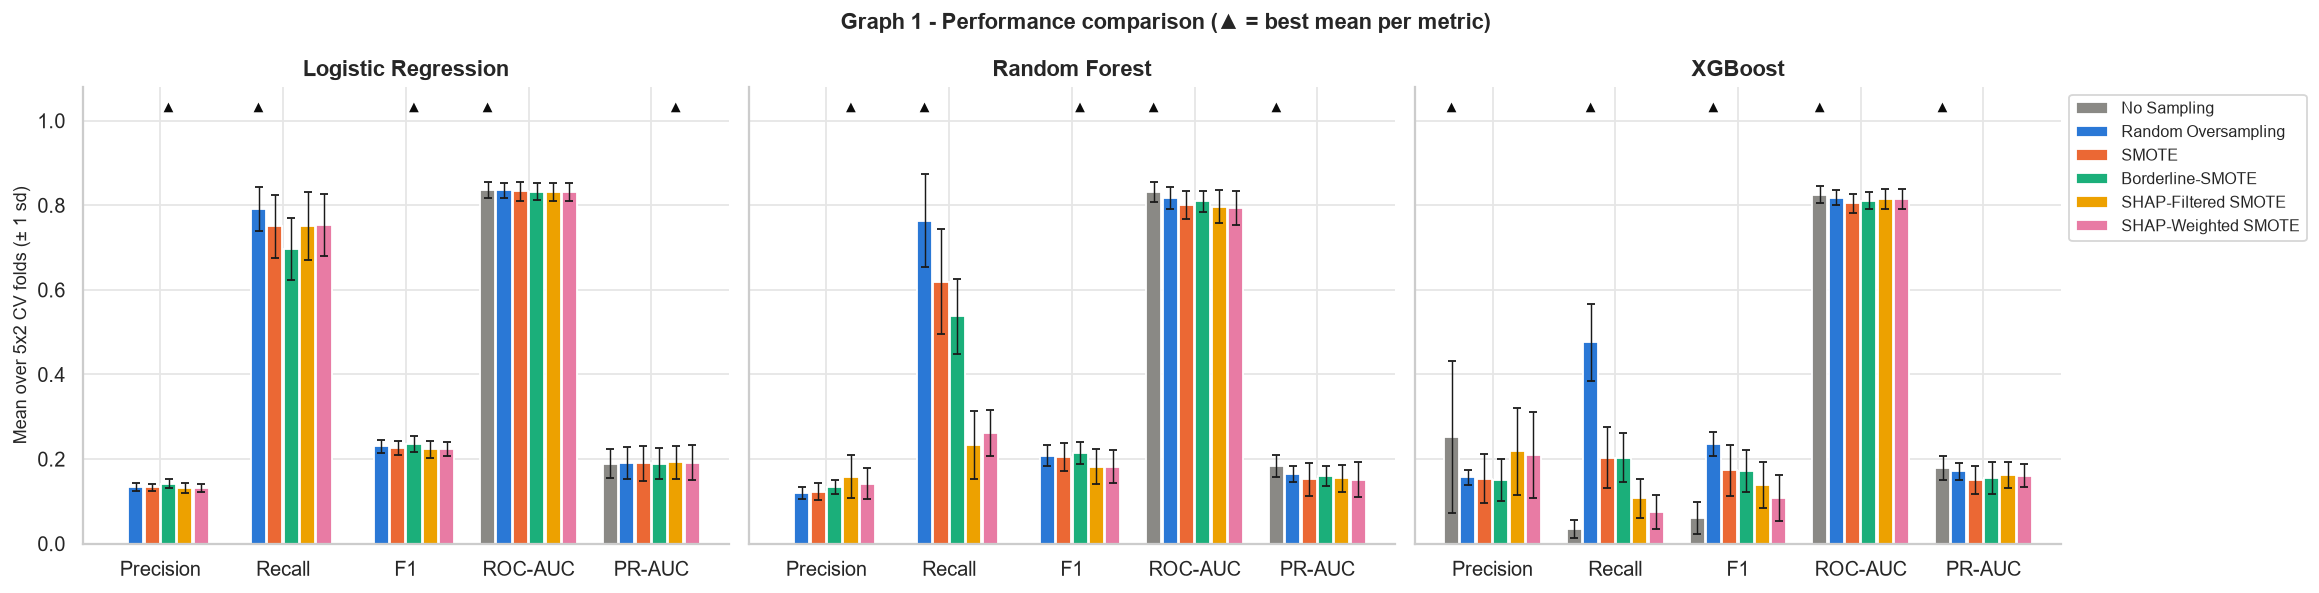 Graph 1 - Performance comparison (▲ = best mean per metric)
Logistic Regression
Random Forest
XGBoost
Mean over 5x2 CV folds (± 1 sd)
1.0
0.8
0.6
0.4
0.2
0.0
Precision Recall F1 ROC-AUC PR-AUC
Precision Recall F1 ROC-AUC PR-AUC
Precision Recall F1 ROC-AUC PR-AUC
No Sampling
Random Oversampling
SMOTE
Borderline-SMOTE
SHAP-Filtered SMOTE
SHAP-Weighted SMOTE